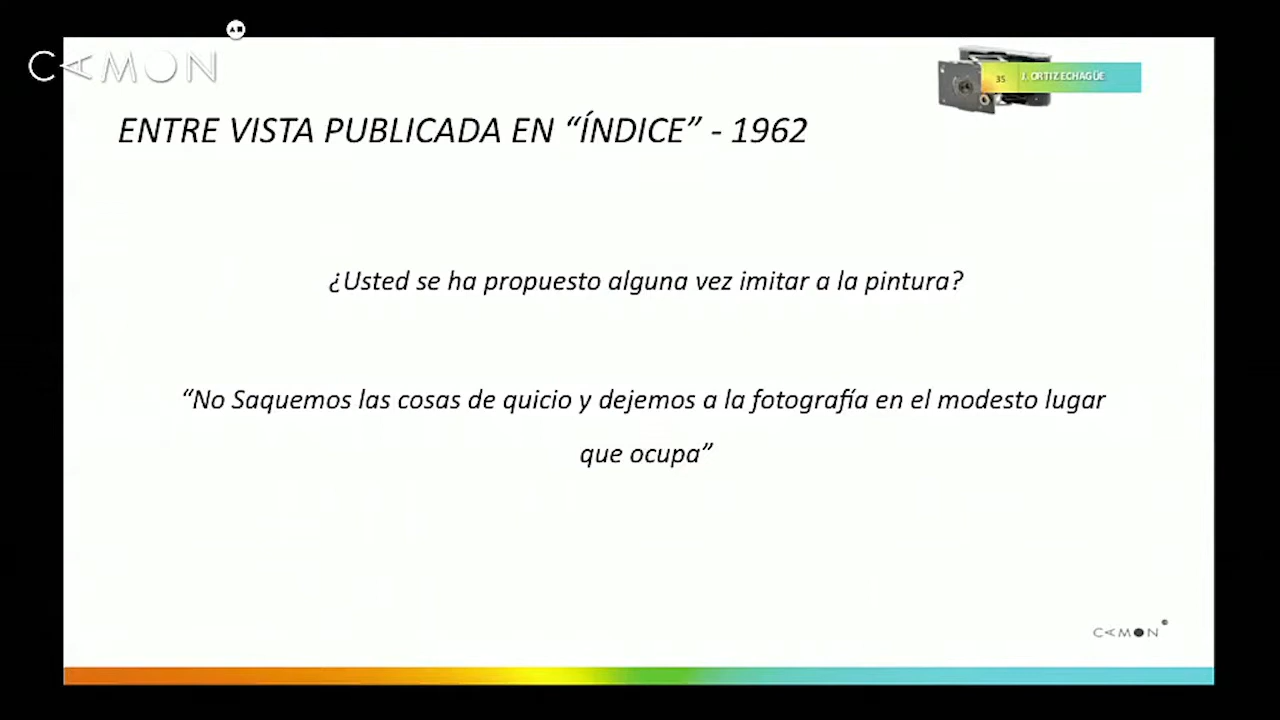 CAMON
35 J. ORTIZ ECHAGÜE
ENTRE VISTA PUBLICADA EN “ÍNDICE” - 1962
¿Usted se ha propuesto alguna vez imitar a la pintura?
“No Saquemos las cosas de quicio y dejemos a la fotografía en el modesto lugar
que ocupa”
CAMON